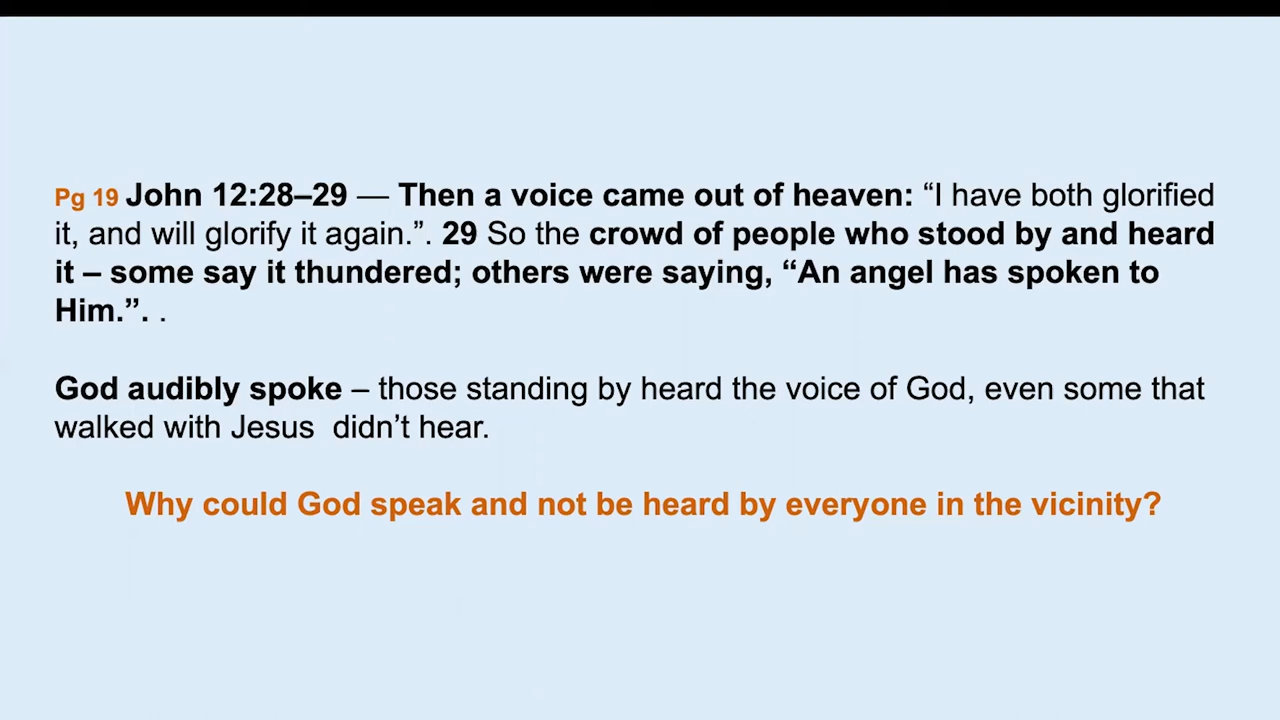 Pg 19 John 12:28–29 — Then a voice came out of heaven: “I have both glorified
it, and will glorify it again.”. 29 So the crowd of people who stood by and heard
it – some say it thundered; others were saying, “An angel has spoken to
Him.”. .
God audibly spoke – those standing by heard the voice of God, even some that
walked with Jesus  didn’t hear.
Why could God speak and not be heard by everyone in the vicinity?